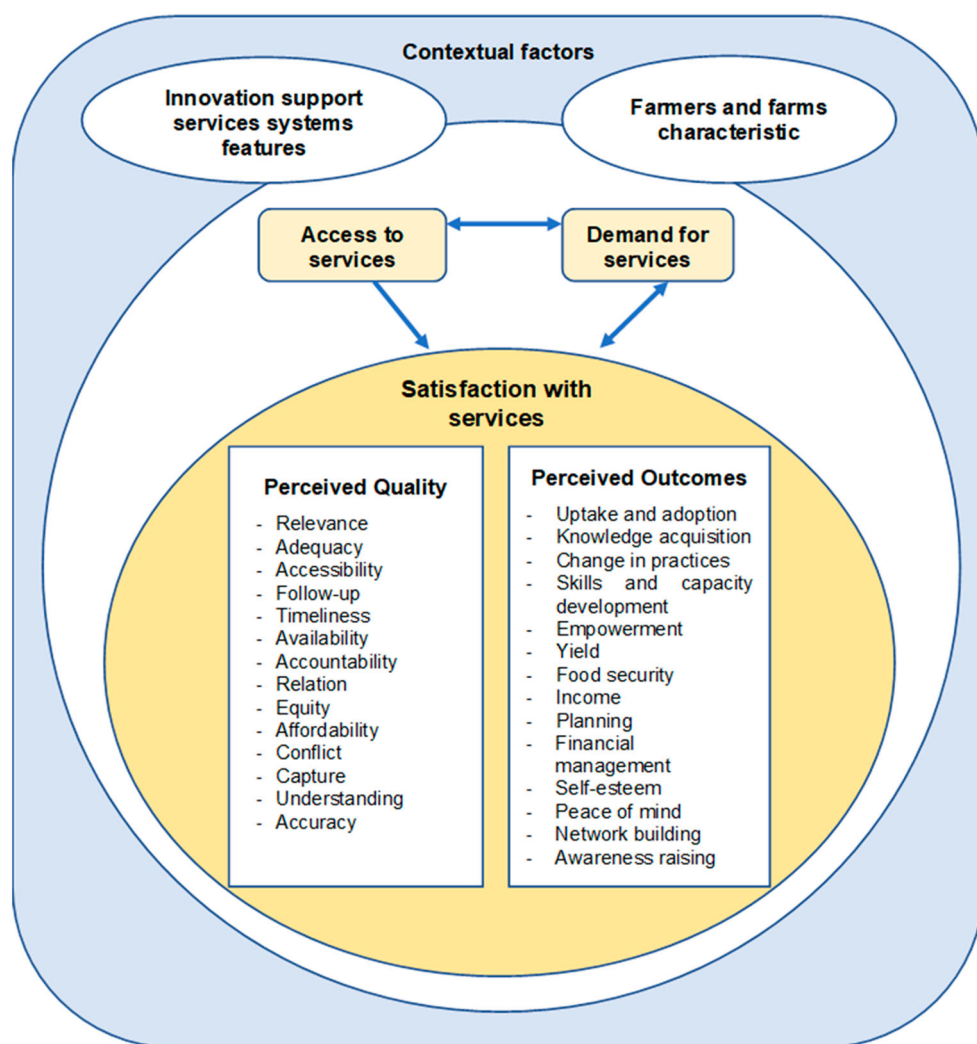 Contextual factors
Innovation support
services systems
features
Farmers and farms
characteristic
Access to
services
Demand for
services
Satisfaction with
services
Perceived Quality
- Relevance
- Adequacy
- Accessibility
- Follow-up
- Timeliness
- Availability
- Accountability
- Relation
- Equity
- Affordability
- Conflict
- Capture
- Understanding
- Accuracy
Perceived Outcomes
- Uptake and adoption
- Knowledge acquisition
- Change in practices
- Skills and capacity
development
- Empowerment
- Yield
- Food security
- Income
- Planning
- Financial
management
- Self-esteem
- Peace of mind
- Network building
- Awareness raising